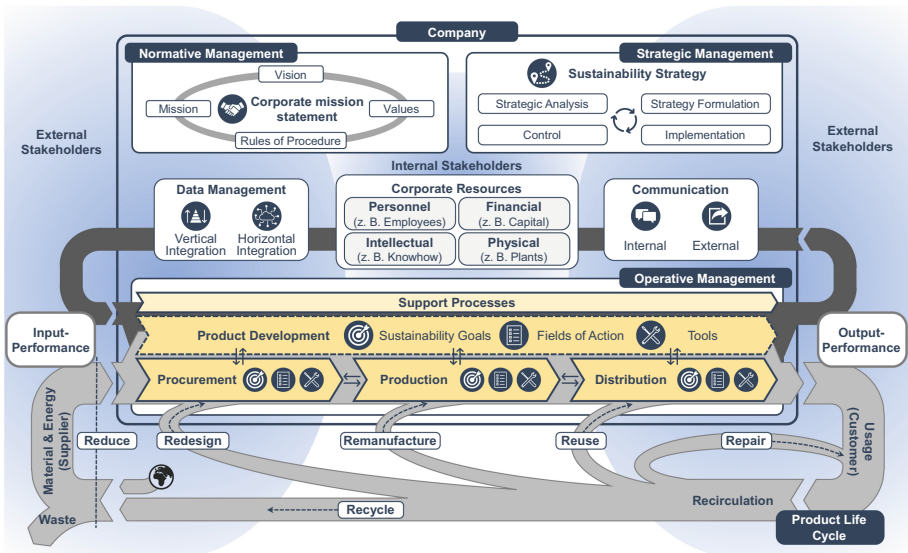 Company
Normative Management
Vision
Mission
Corporate mission
statement
Values
Rules of Procedure
Strategic Management
Sustainability Strategy
Strategic Analysis
Strategy Formulation
Control
Implementation
External
Stakeholders
External
Stakeholders
Internal Stakeholders
Data Management
Vertical
Integration
Horizontal
Integration
Corporate Resources
Personnel
(z. B. Employees)
Financial
(z. B. Capital)
Intellectual
(z. B. Knowhow)
Physical
(z. B. Plants)
Communication
Internal
External
Operative Management
Support Processes
Product Development
Sustainability Goals
Fields of Action
Tools
Input-
Performance
Output-
Performance
Procurement
Production
Distribution
Material & Energy
(Supplier)
Reduce
Redesign
Remanufacture
Reuse
Repair
Usage
(Customer)
Recirculation
Recycle
Waste
Product Life
Cycle